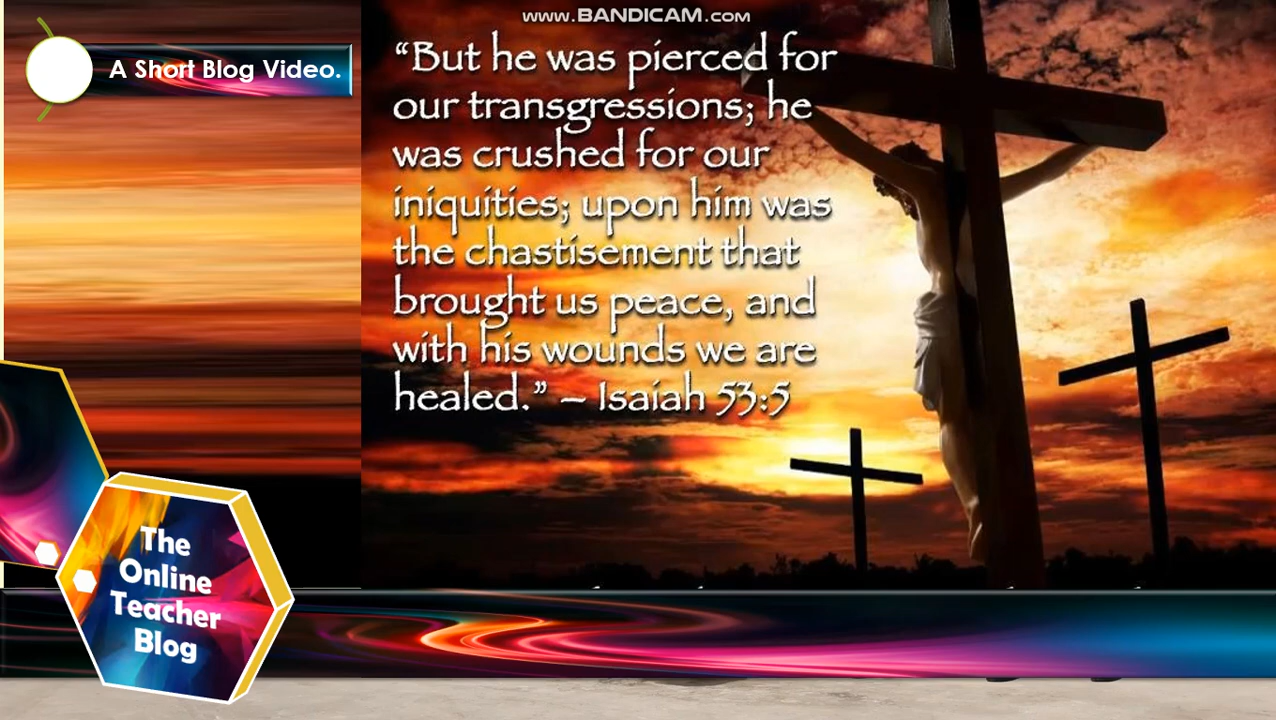 www.BANDICAM.com
A Short Blog Video.
“But he was pierced for
our transgressions; he
was crushed for our
iniquities; upon him was
the chastisement that
brought us peace, and
with his wounds we are
healed.” – Isaiah 53:5
The
Online
Teacher
Blog